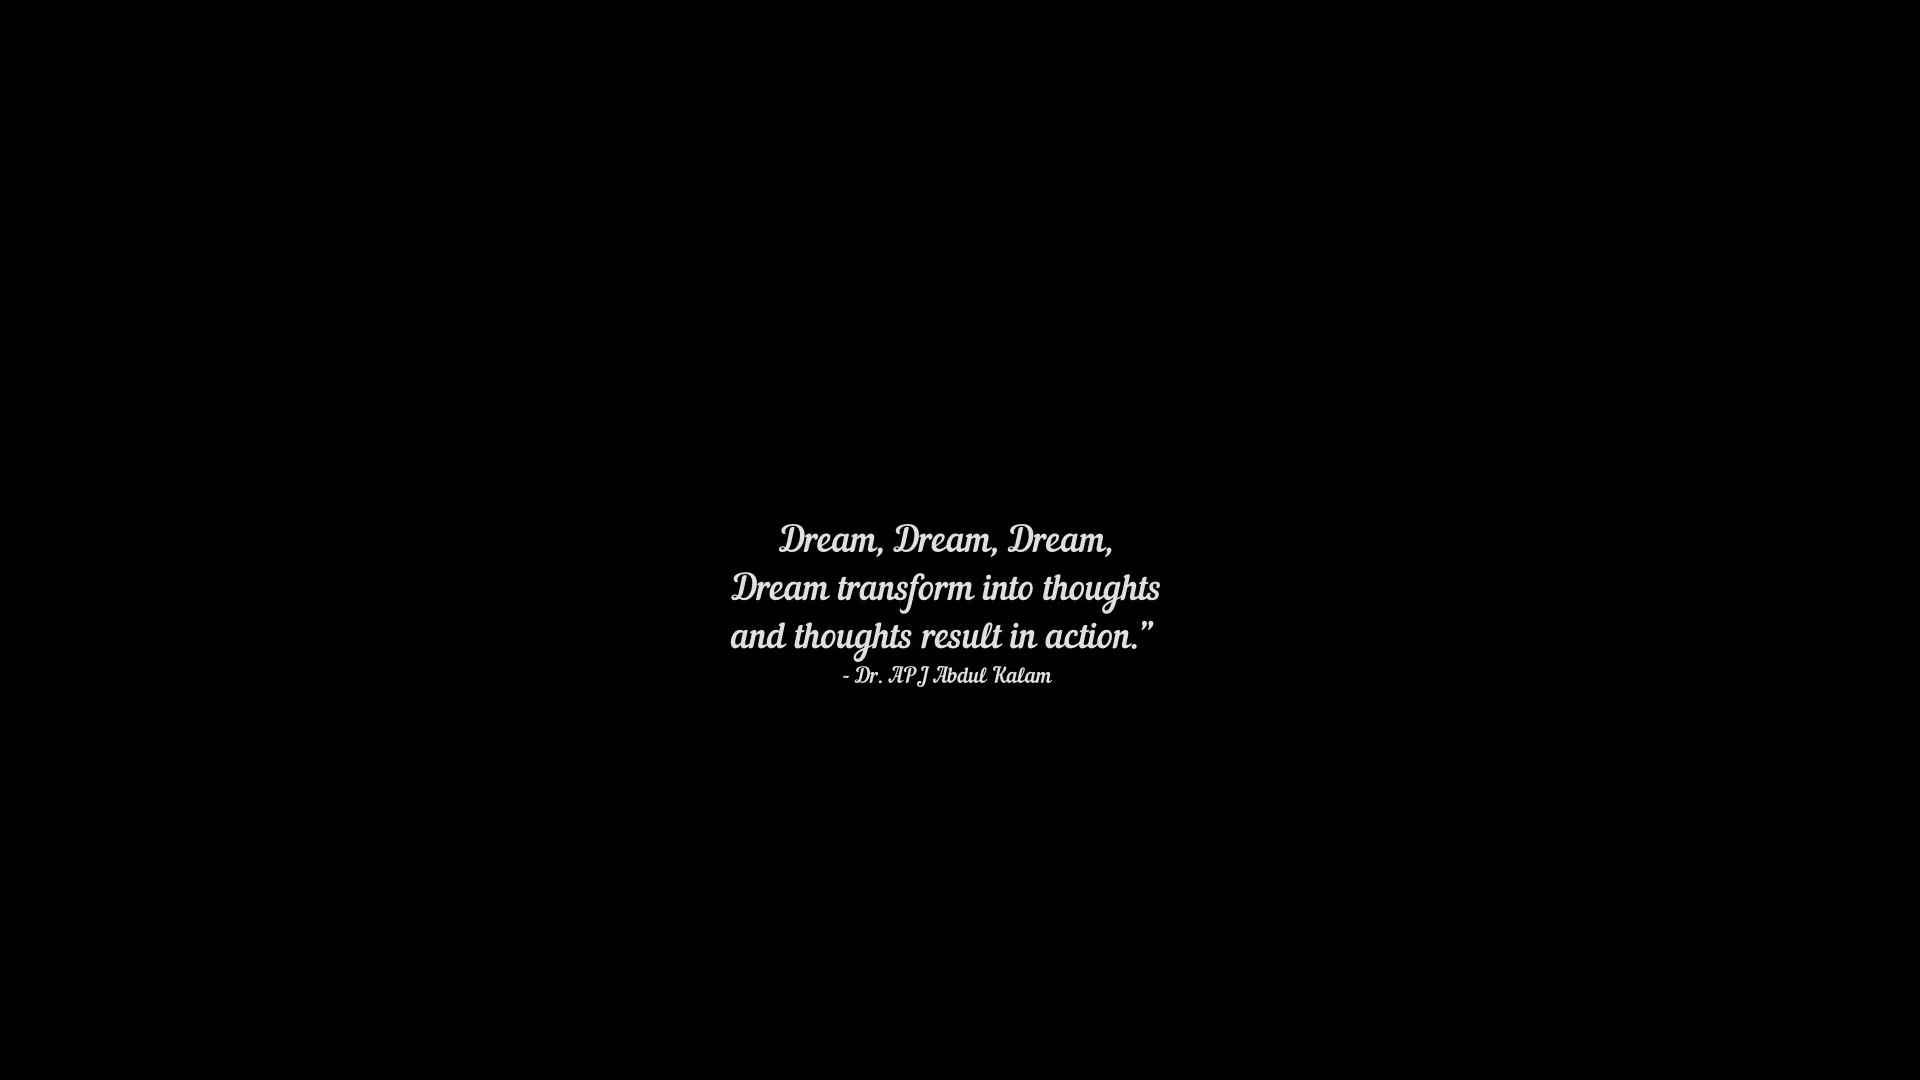 Dream, Dream, Dream,
Dream transform into thoughts
and thoughts result in action.”
- Dr. APJ Abdul Kalam